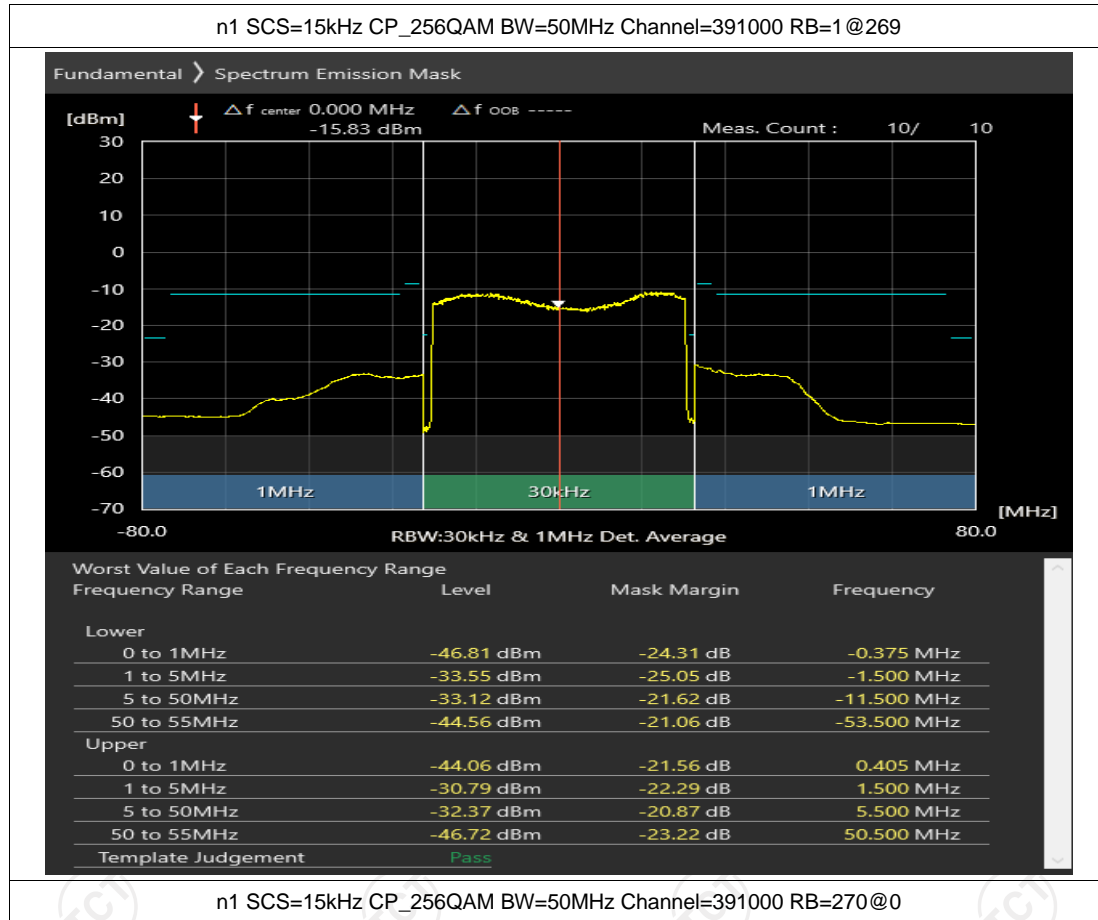 n1 SCS=15kHz CP_256QAM BW=50MHz Channel=391000 RB=1@269
Fundamental ❯ Spectrum Emission Mask
[dBm]
Δf center 0.000 MHz Δf OOB -----
-15.83 dBm Meas. Count : 10/ 10
30
20
10
0
-10
-20
-30
-40
-50
-60
-70
1MHz 30kHz 1MHz
[MHz]
-80.0 RBW:30kHz & 1MHz Det. Average 80.0
Worst Value of Each Frequency Range
Frequency Range Level Mask Margin Frequency
Lower
0 to 1MHz -46.81 dBm -24.31 dB -0.375 MHz
1 to 5MHz -33.55 dBm -25.05 dB -1.500 MHz
5 to 50MHz -33.12 dBm -21.62 dB -11.500 MHz
50 to 55MHz -44.56 dBm -21.06 dB -53.500 MHz
Upper
0 to 1MHz -44.06 dBm -21.56 dB 0.405 MHz
1 to 5MHz -30.79 dBm -22.29 dB 1.500 MHz
5 to 50MHz -32.37 dBm -20.87 dB 5.500 MHz
50 to 55MHz -46.72 dBm -23.22 dB 50.500 MHz
Template Judgement Pass
n1 SCS=15kHz CP_256QAM BW=50MHz Channel=391000 RB=270@0
TCT TCT TCT TCT